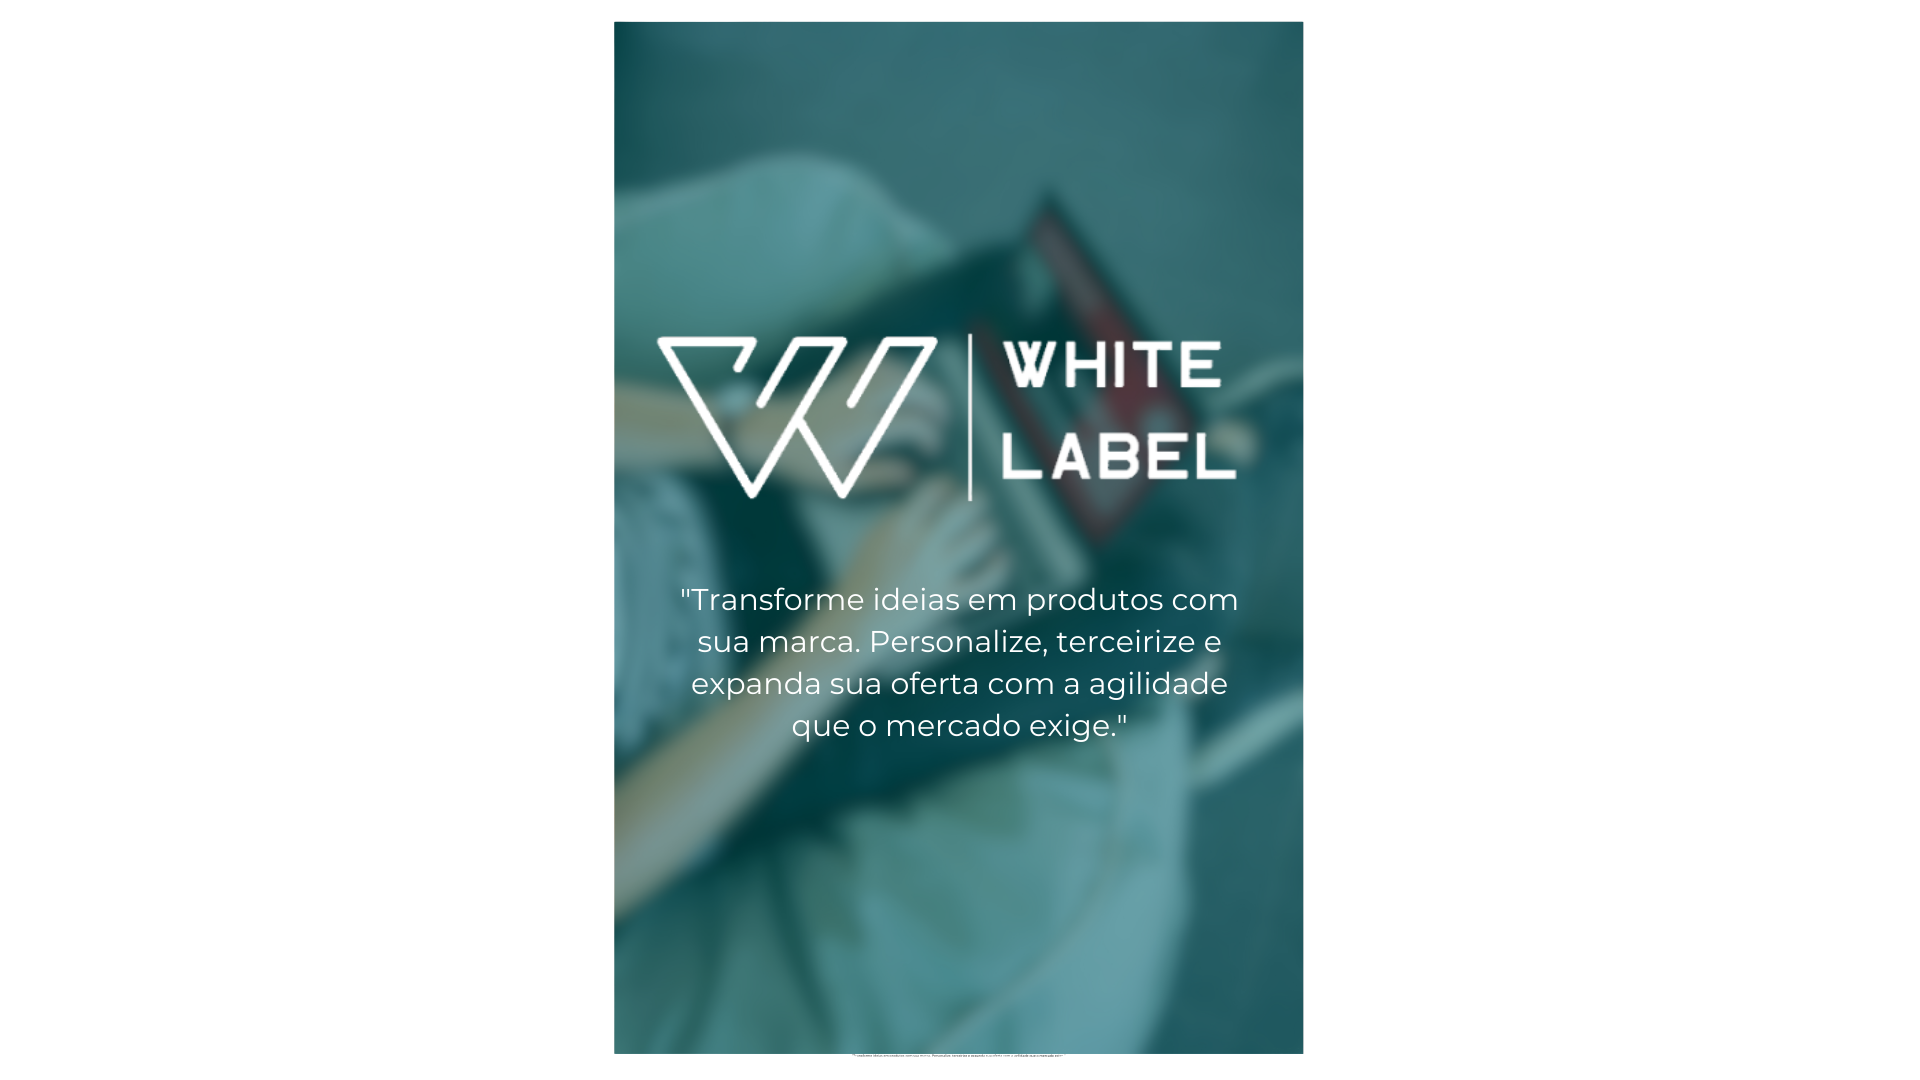 WHITE
LABEL
"Transforme ideias em produtos com
sua marca. Personalize, terceirize e
expanda sua oferta com a agilidade
que o mercado exige."